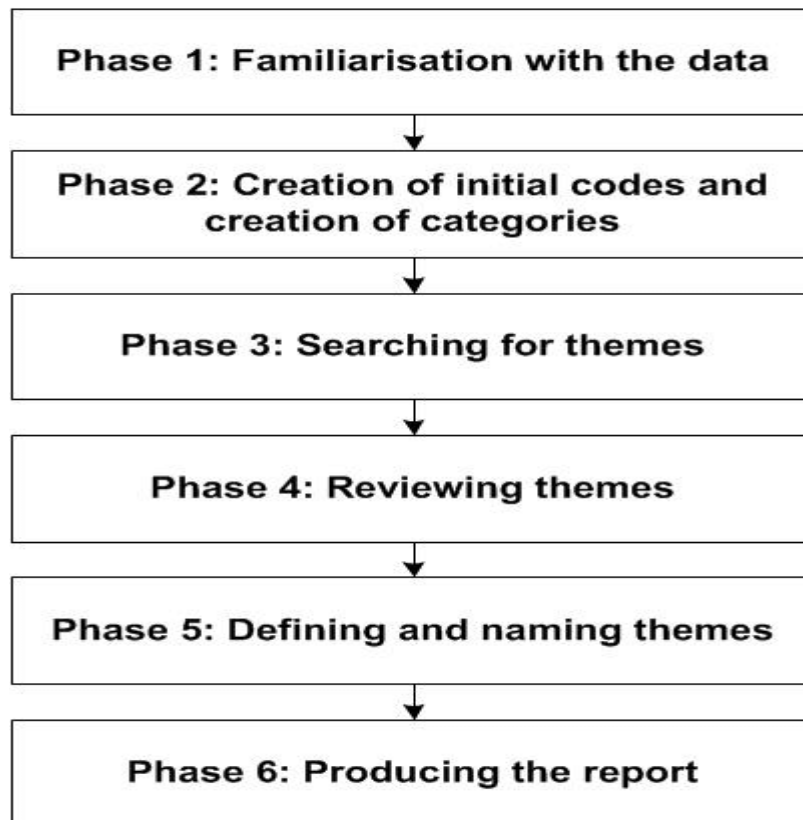 Phase 1: Familiarisation with the data
Phase 2: Creation of initial codes and
creation of categories
Phase 3: Searching for themes
Phase 4: Reviewing themes
Phase 5: Defining and naming themes
Phase 6: Producing the report